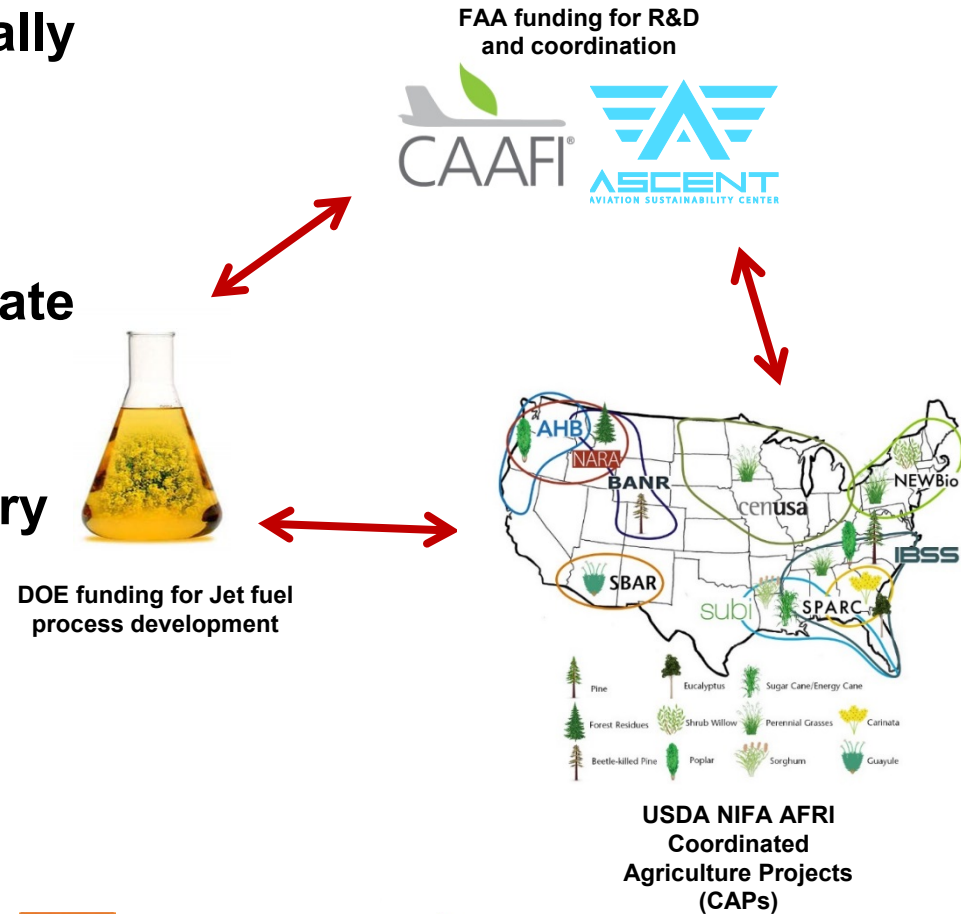 ally
FAA funding for R&D
and coordination
CAAFI®
ASCENT
AVIATION SUSTAINABILITY CENTER
ate
ry
DOE funding for Jet fuel
process development
AHB
NARA
BANR
cenusa
NEWBio
IBSS
SBAR
subi
SPARC
Pine
Eucalyptus
Sugar Cane/Energy Cane
Forest Residues
Shrub Willow
Perennial Grasses
Carinata
Beetle-killed Pine
Poplar
Sorghum
Guayule
USDA NIFA AFRI
Coordinated
Agriculture Projects
(CAPs)